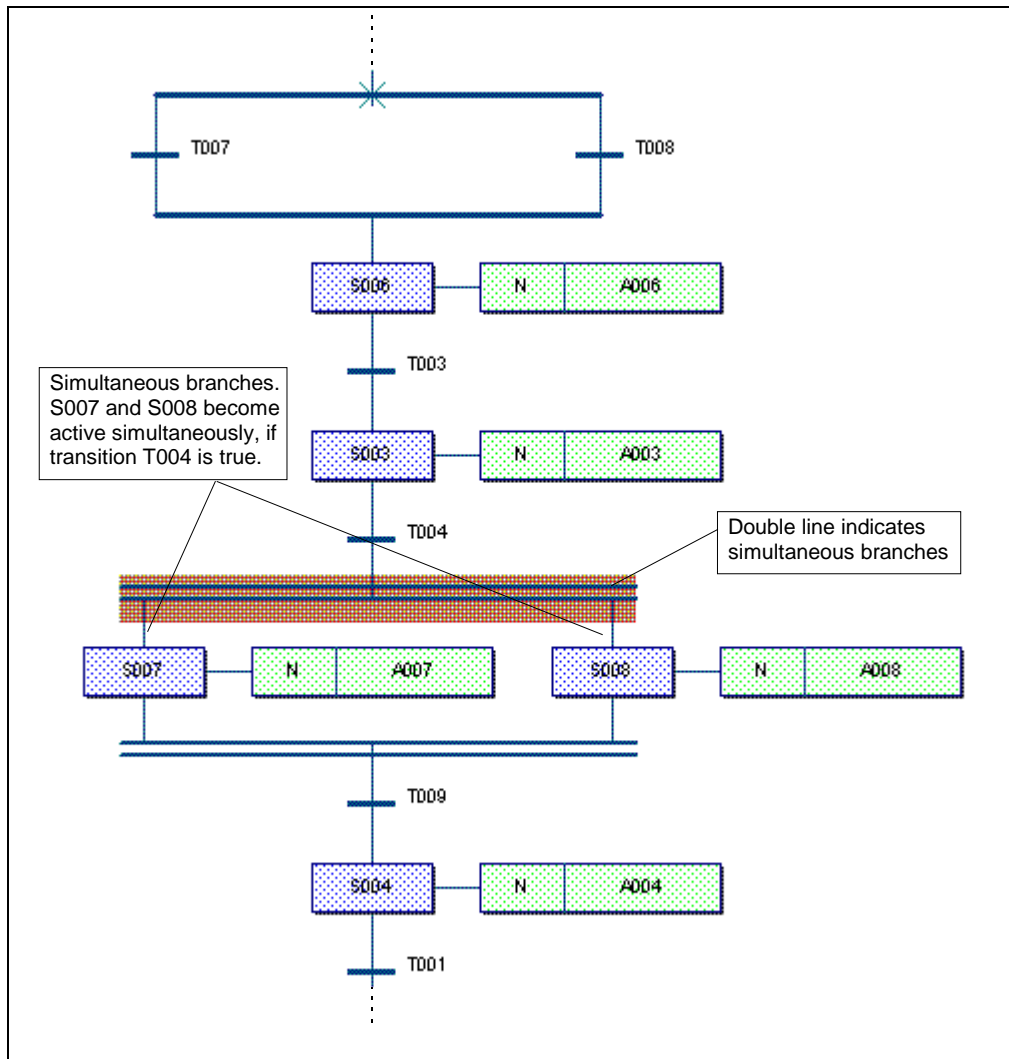 T007
T008
S006
N
A006
T003
Simultaneous branches.
S007 and S008 become
active simultaneously, if
transition T004 is true.
S003
N
A003
T004
Double line indicates
simultaneous branches
S007
N
A007
S008
N
A008
T009
S004
N
A004
T001